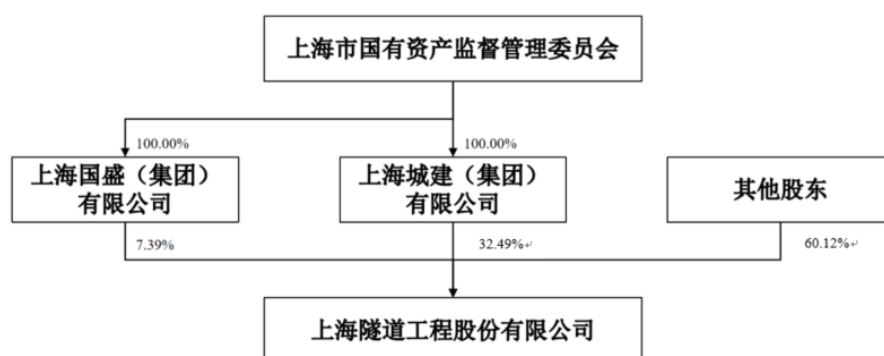 上海市国有资产监督管理委员会
100.00%
100.00%
上海国盛（集团）
有限公司
上海城建（集团）
有限公司
其他股东
7.39%
32.49%↵
60.12%↵
上海隧道工程股份有限公司